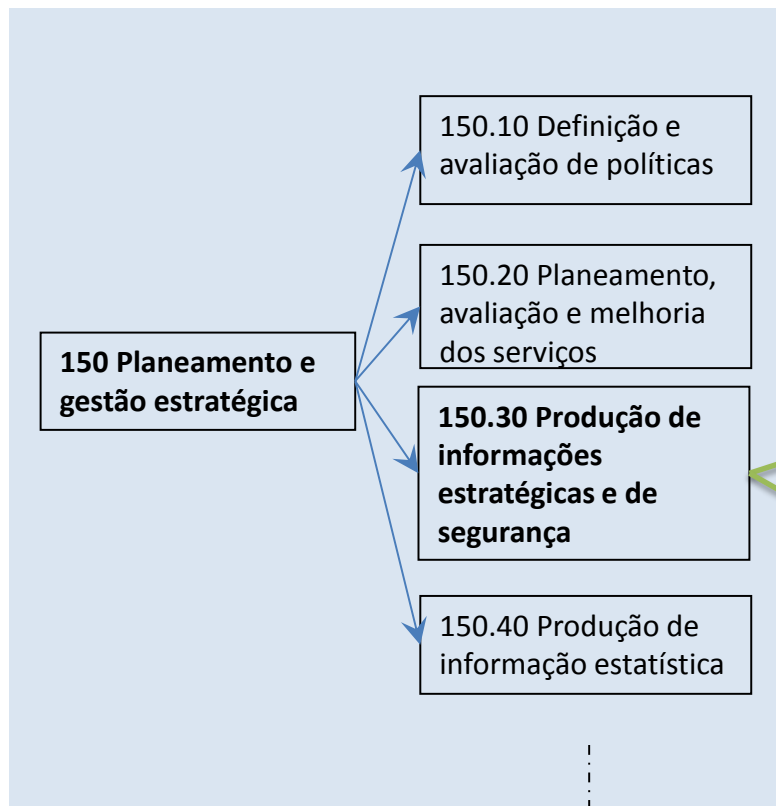 150.10 Definição e
avaliação de políticas
150.20 Planeamento,
avaliação e melhoria
dos serviços
150 Planeamento e
gestão estratégica
150.30 Produção de
informações
estratégicas e de
segurança
150.40 Produção de
informação estatística